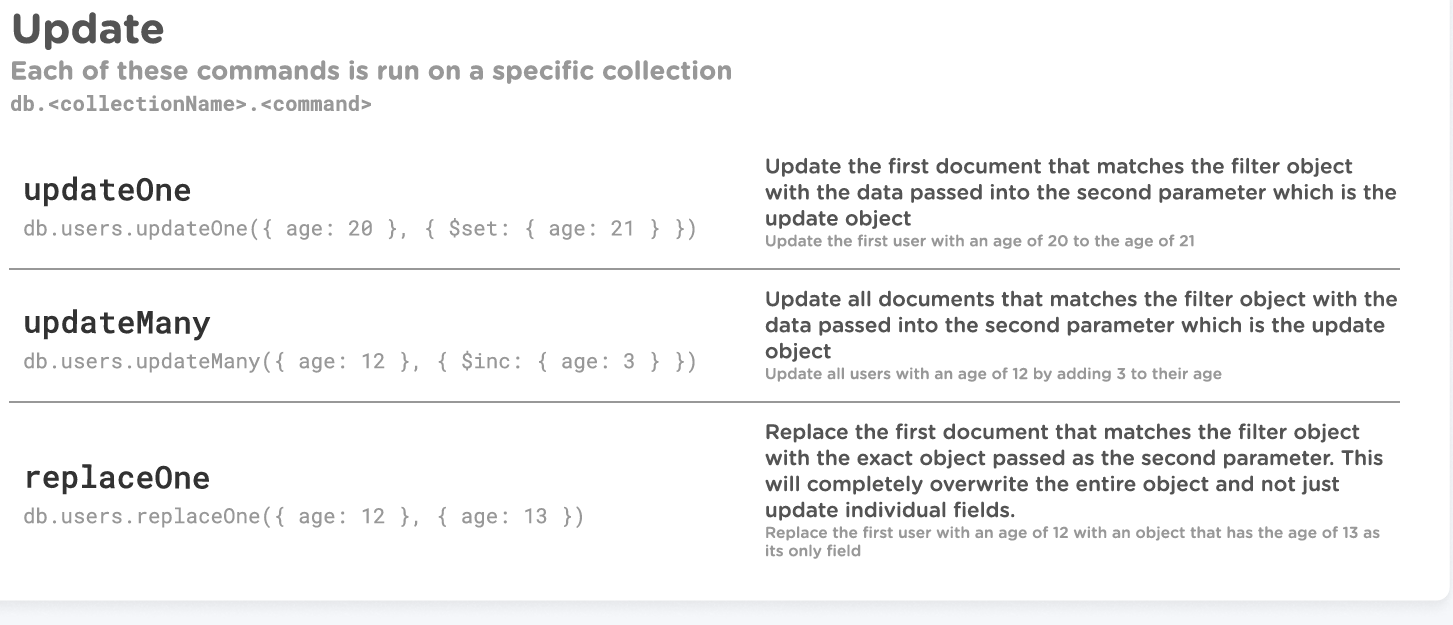 Update
Each of these commands is run on a specific collection
db.<collectionName>.<command>
updateOne
db.users.updateOne({ age: 20 }, { $set: { age: 21 } })
Update the first document that matches the filter object
with the data passed into the second parameter which is the
update object
Update the first user with an age of 20 to the age of 21
updateMany
db.users.updateMany({ age: 12 }, { $inc: { age: 3 } })
Update all documents that matches the filter object with the
data passed into the second parameter which is the update
object
Update all users with an age of 12 by adding 3 to their age
replaceOne
db.users.replaceOne({ age: 12 }, { age: 13 })
Replace the first document that matches the filter object
with the exact object passed as the second parameter. This
will completely overwrite the entire object and not just
update individual fields.
Replace the first user with an age of 12 with an object that has the age of 13 as
its only field